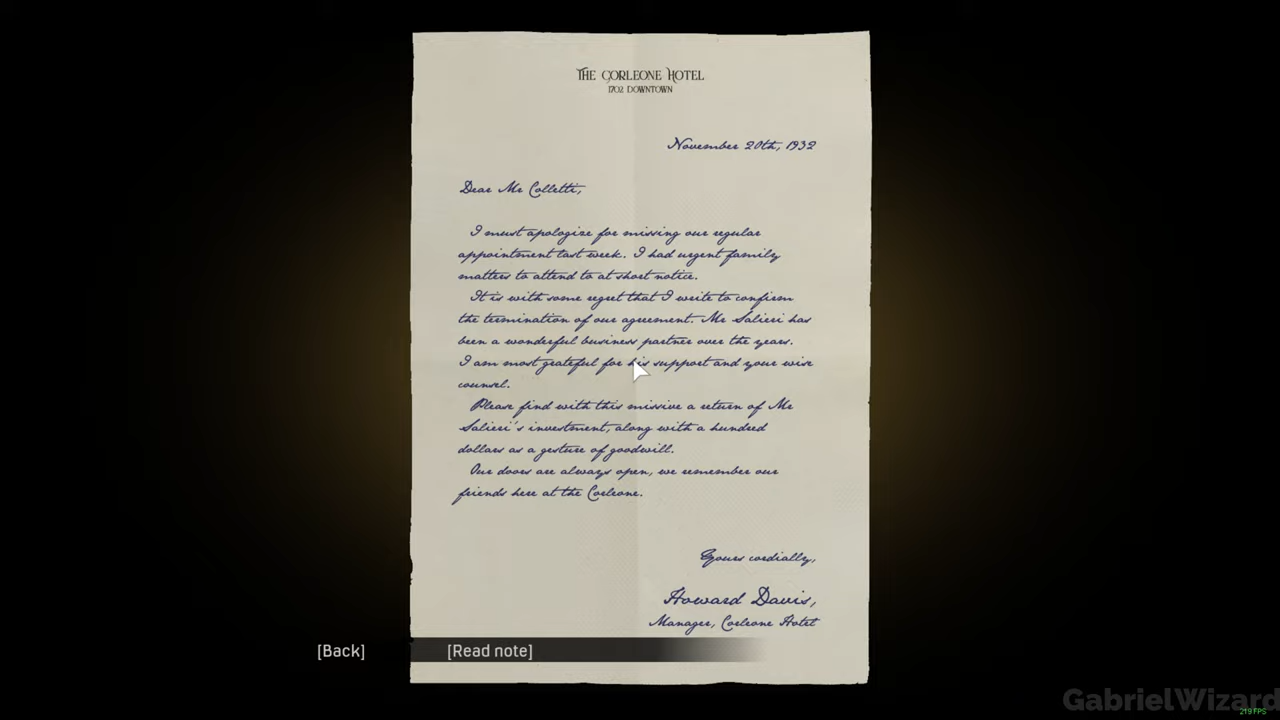 THE CORLEONE HOTEL
1702 DOWNTOWN
November 20th, 1932
Dear Mr Colletti,
I must apologize for missing our regular
appointment last week. I had urgent family
matters to attend to at short notice.
It is with some regret that I write to confirm
the termination of our agreement. Mr Salieri has
been a wonderful business partner over the years.
I am most grateful for his support and your wise
counsel.
Please find with this missive a return of Mr
Salieri's investment, along with a hundred
dollars as a gesture of goodwill.
Our doors are always open, we remember our
friends here at the Corleone.
Yours cordially,
Howard Davis,
Manager, Corleone Hotel
[Back] [Read note]
GabrielWizard
219 FPS